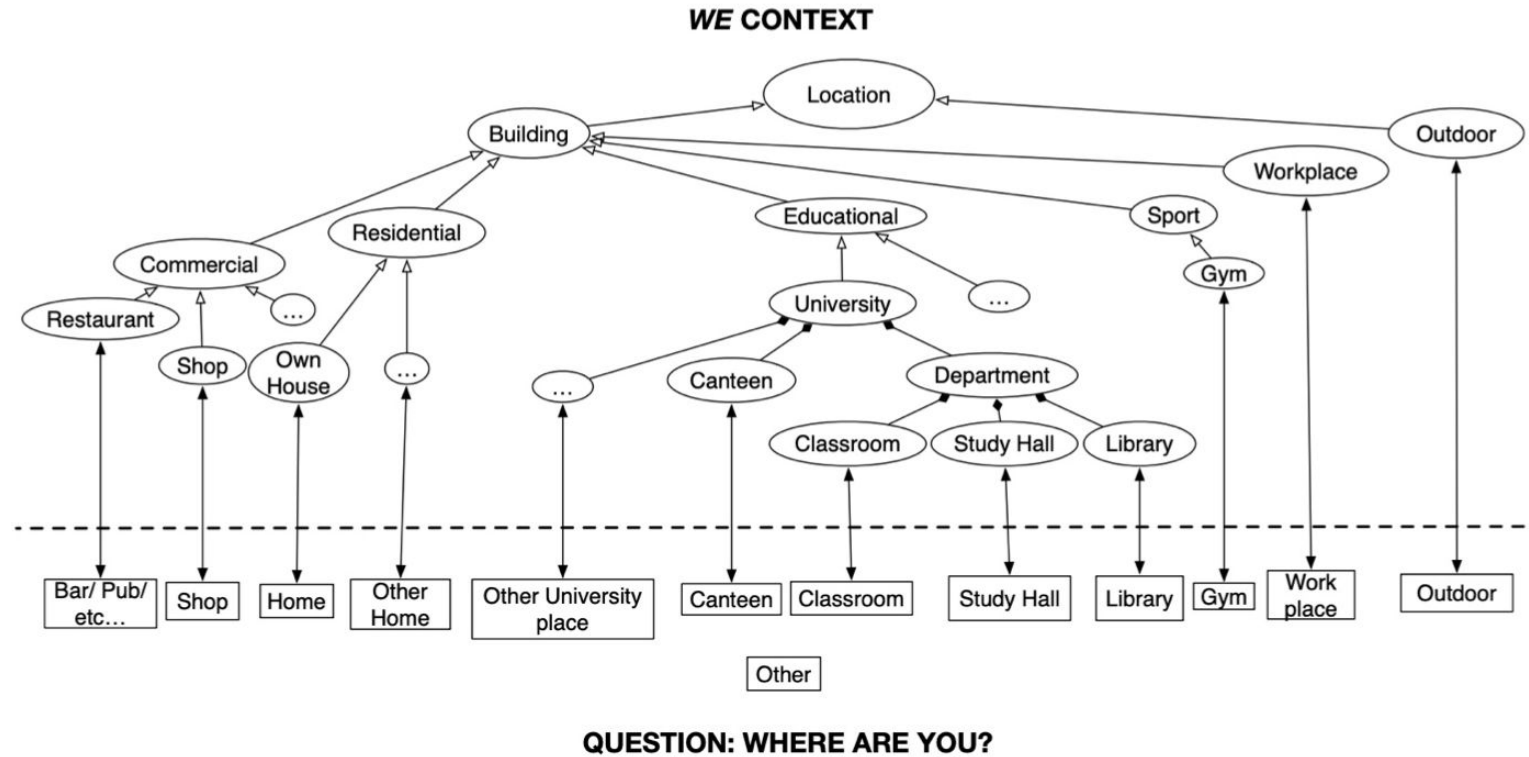 WE CONTEXT
Location
Building
Outdoor
Workplace
Educational
Sport
Residential
Commercial
Gym
Restaurant
...
University
...
Shop
Own
House
...
...
Canteen
Department
Classroom
Study Hall
Library
Bar/ Pub/
etc...
Shop
Home
Other
Home
Other University
place
Canteen
Classroom
Study Hall
Library
Gym
Work
place
Outdoor
Other
QUESTION: WHERE ARE YOU?